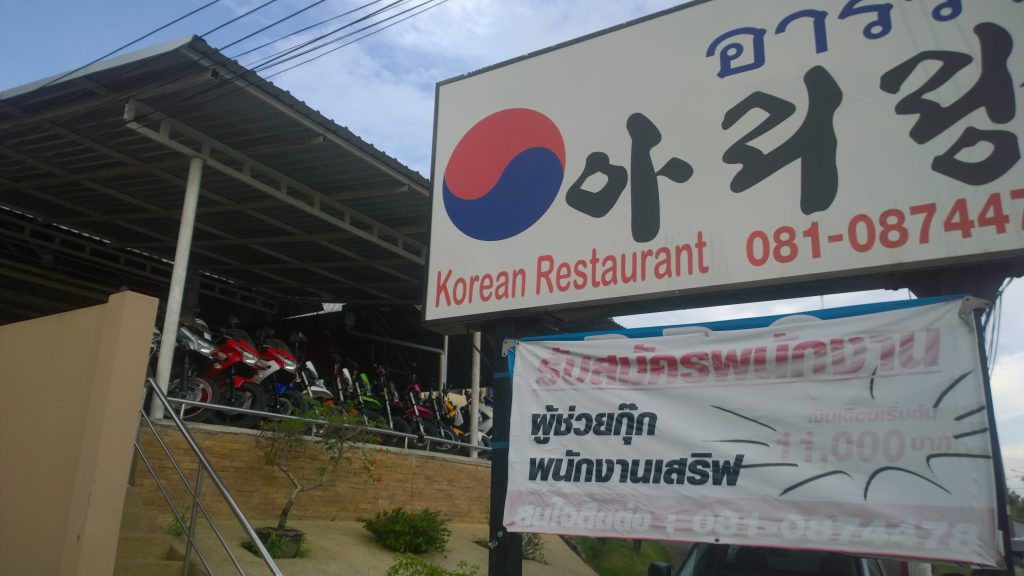 อารี
아리랑
Korean Restaurant
081-087447
รับสมัครพนักงาน
ผู้ช่วยกุ๊ก
พนักงานเสริฟ
เงินเดือนเริ่มต้น
11,000 บาท
สนใจติดต่อ : 081-0874478